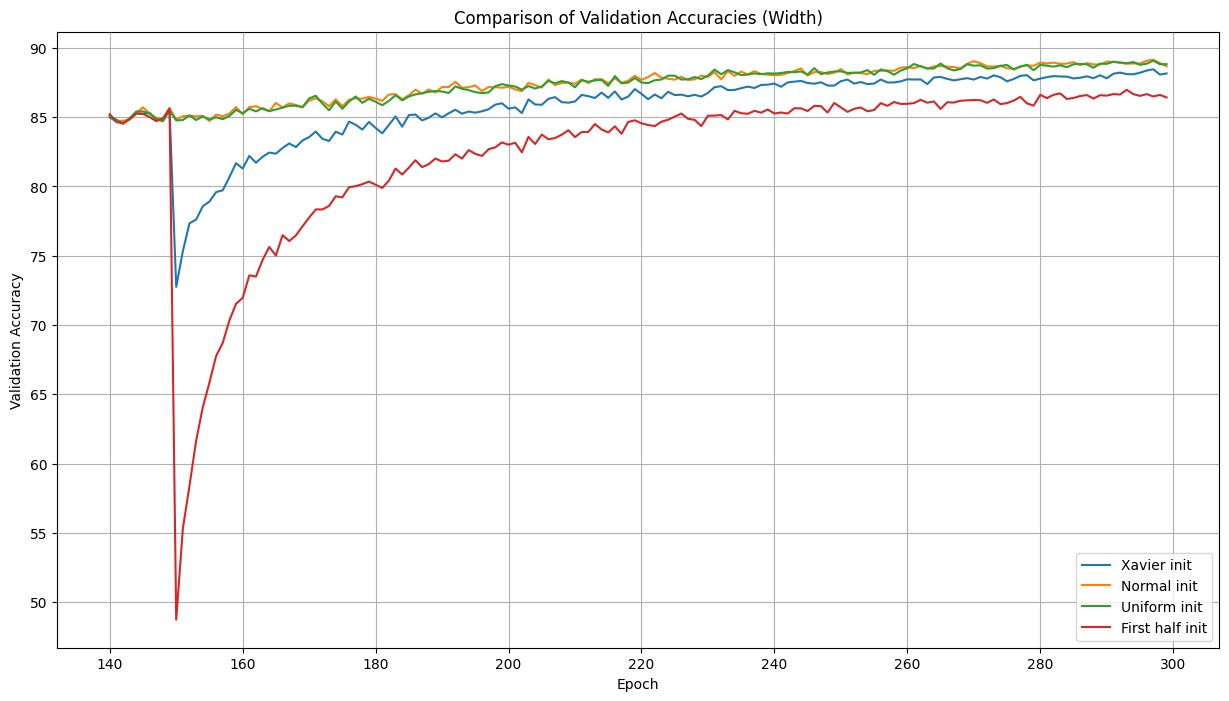 Comparison of Validation Accuracies (Width)
Validation Accuracy
90
85
80
75
70
65
60
55
50
140 160 180 200 220 240 260 280 300
Epoch
Xavier init
Normal init
Uniform init
First half init